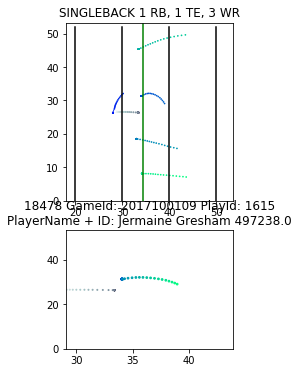 SINGLEBACK 1 RB, 1 TE, 3 WR
50
40
30
20
10
0
20 30 40 50
18478 GameId: 2017100109 PlayId: 1615
PlayerName + ID: Jermaine Gresham 497238.0
40
20
0
30 35 40